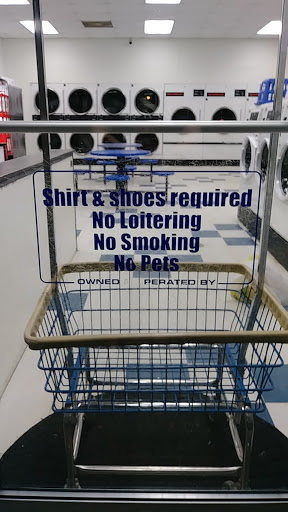 Shirt & shoes required
No Loitering
No Smoking
No Pets
OWNED PERATED BY